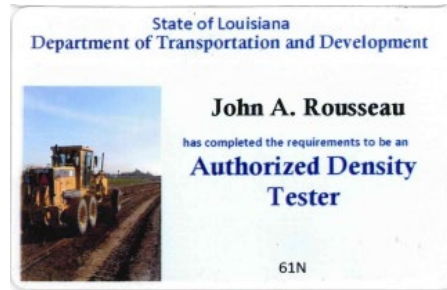 State of Louisiana
Department of Transportation and Development
John A. Rousseau
has completed the requirements to be an
Authorized Density
Tester
61N